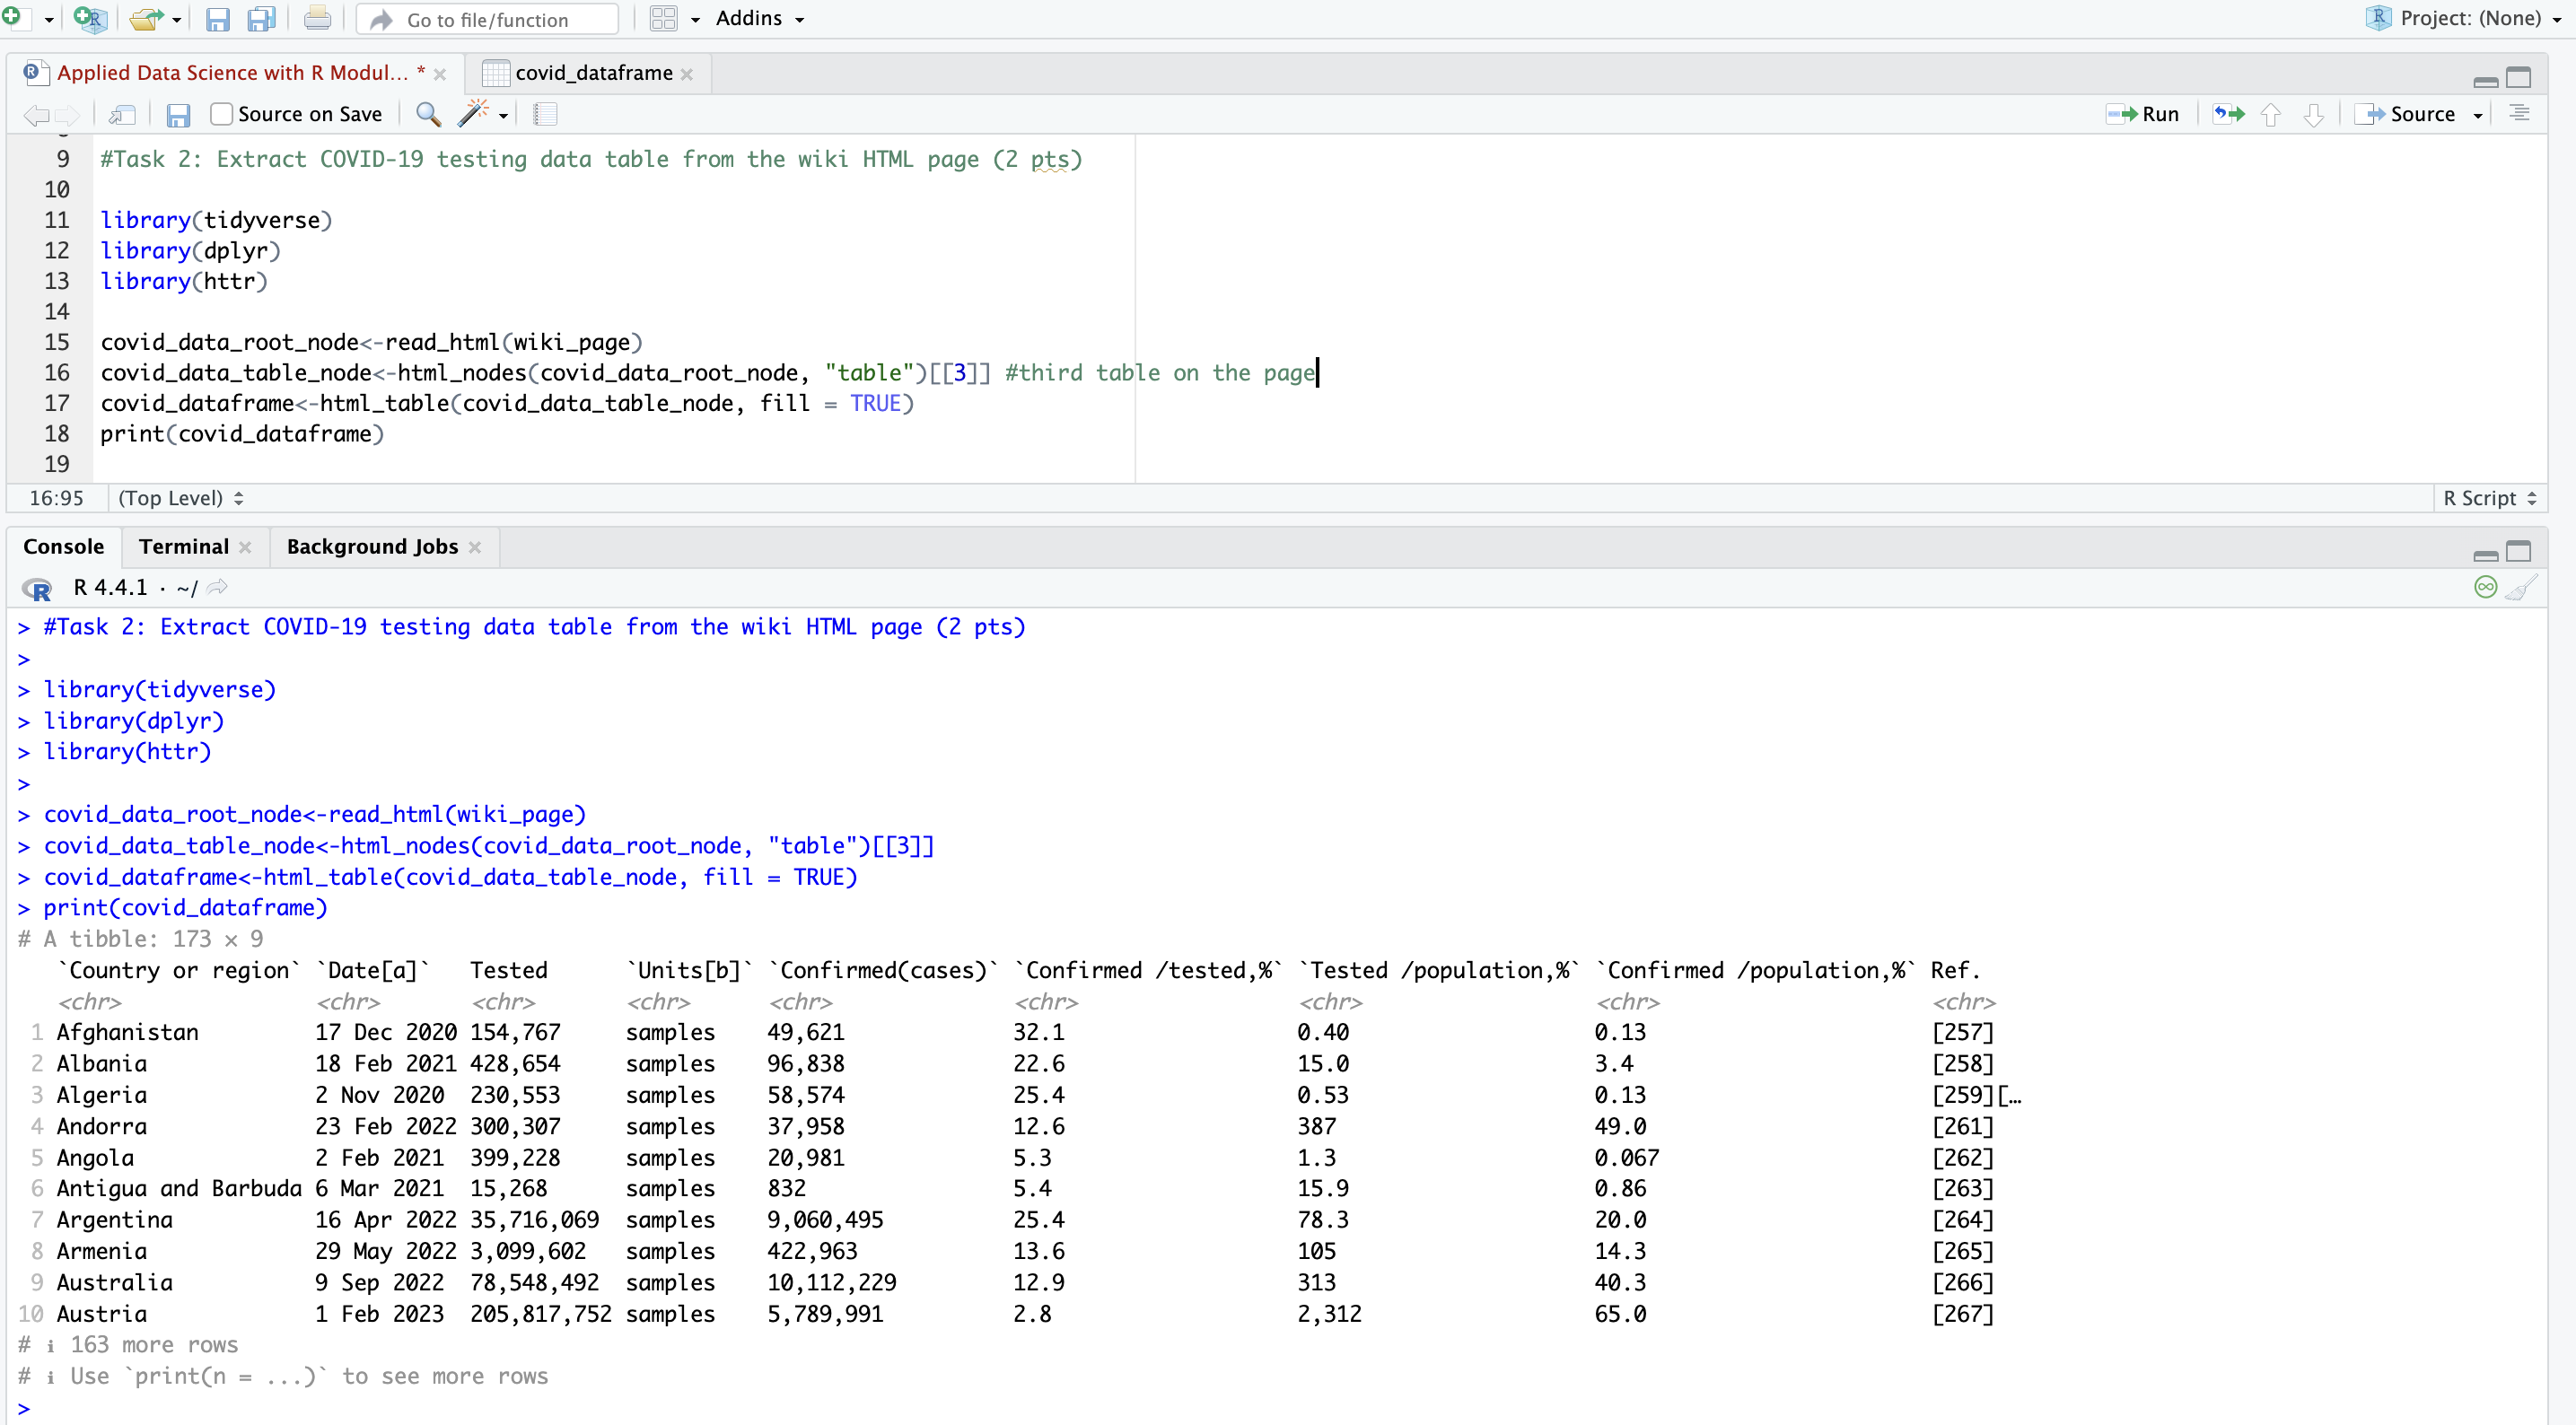 Go to file/function
Addins
Project: (None)
Applied Data Science with R Modul... *
covid_dataframe
Source on Save
Run
Source
9 #Task 2: Extract COVID-19 testing data table from the wiki HTML page (2 pts)
10
11 library(tidyverse)
12 library(dplyr)
13 library(httr)
14
15 covid_data_root_node<-read_html(wiki_page)
16 covid_data_table_node<-html_nodes(covid_data_root_node, "table")[[3]] #third table on the page
17 covid_dataframe<-html_table(covid_data_table_node, fill = TRUE)
18 print(covid_dataframe)
19
16:95 (Top Level) R Script
Console Terminal Background Jobs
R 4.4.1 · ~/
> #Task 2: Extract COVID-19 testing data table from the wiki HTML page (2 pts)
>
> library(tidyverse)
> library(dplyr)
> library(httr)
>
> covid_data_root_node<-read_html(wiki_page)
> covid_data_table_node<-html_nodes(covid_data_root_node, "table")[[3]]
> covid_dataframe<-html_table(covid_data_table_node, fill = TRUE)
> print(covid_dataframe)
# A tibble: 173 × 9
`Country or region` `Date[a]` Tested `Units[b]` `Confirmed(cases)` `Confirmed /tested,%` `Tested /population,%` `Confirmed /population,%` Ref.
<chr> <chr> <chr> <chr> <chr> <chr> <chr> <chr> <chr>
1 Afghanistan 17 Dec 2020 154,767 samples 49,621 32.1 0.40 0.13 [257]
2 Albania 18 Feb 2021 428,654 samples 96,838 22.6 15.0 3.4 [258]
3 Algeria 2 Nov 2020 230,553 samples 58,574 25.4 0.53 0.13 [259][…
4 Andorra 23 Feb 2022 300,307 samples 37,958 12.6 387 49.0 [261]
5 Angola 2 Feb 2021 399,228 samples 20,981 5.3 1.3 0.067 [262]
6 Antigua and Barbuda 6 Mar 2021 15,268 samples 832 5.4 15.9 0.86 [263]
7 Argentina 16 Apr 2022 35,716,069 samples 9,060,495 25.4 78.3 20.0 [264]
8 Armenia 29 May 2022 3,099,602 samples 422,963 13.6 105 14.3 [265]
9 Australia 9 Sep 2022 78,548,492 samples 10,112,229 12.9 313 40.3 [266]
10 Austria 1 Feb 2023 205,817,752 samples 5,789,991 2.8 2,312 65.0 [267]
# ℹ 163 more rows
# ℹ Use `print(n = ...)` to see more rows
>